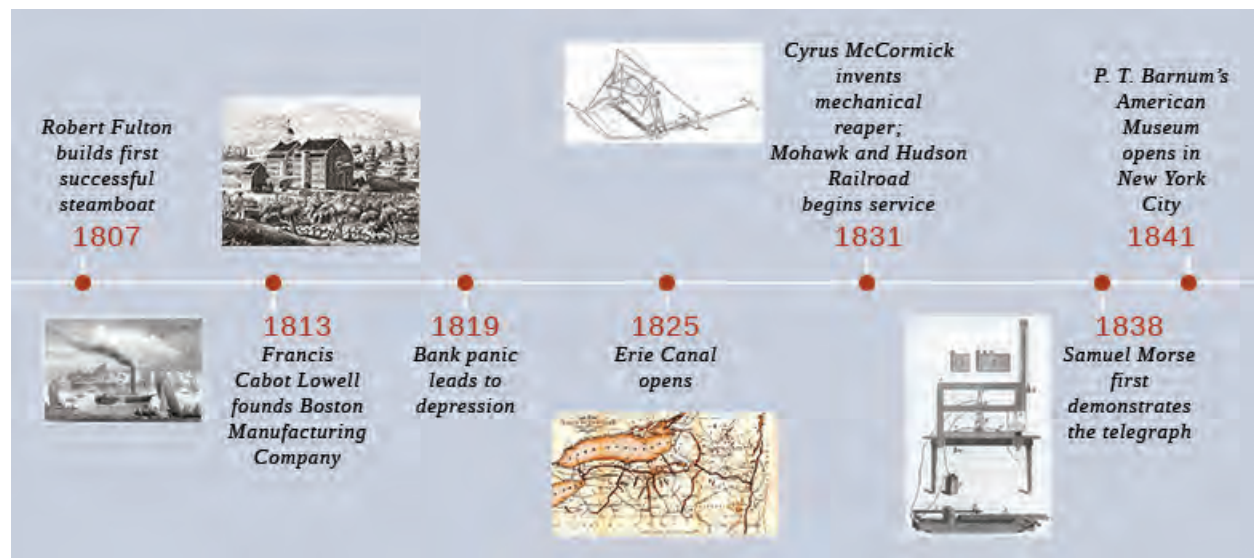 Robert Fulton
builds first
successful
steamboat
1807
1813
Francis
Cabot Lowell
founds Boston
Manufacturing
Company
1819
Bank panic
leads to
depression
1825
Erie Canal
opens
Cyrus McCormick
invents
mechanical
reaper;
Mohawk and Hudson
Railroad
begins service
1831
1838
Samuel Morse
first
demonstrates
the telegraph
P. T. Barnum’s
American
Museum
opens in
New York
City
1841